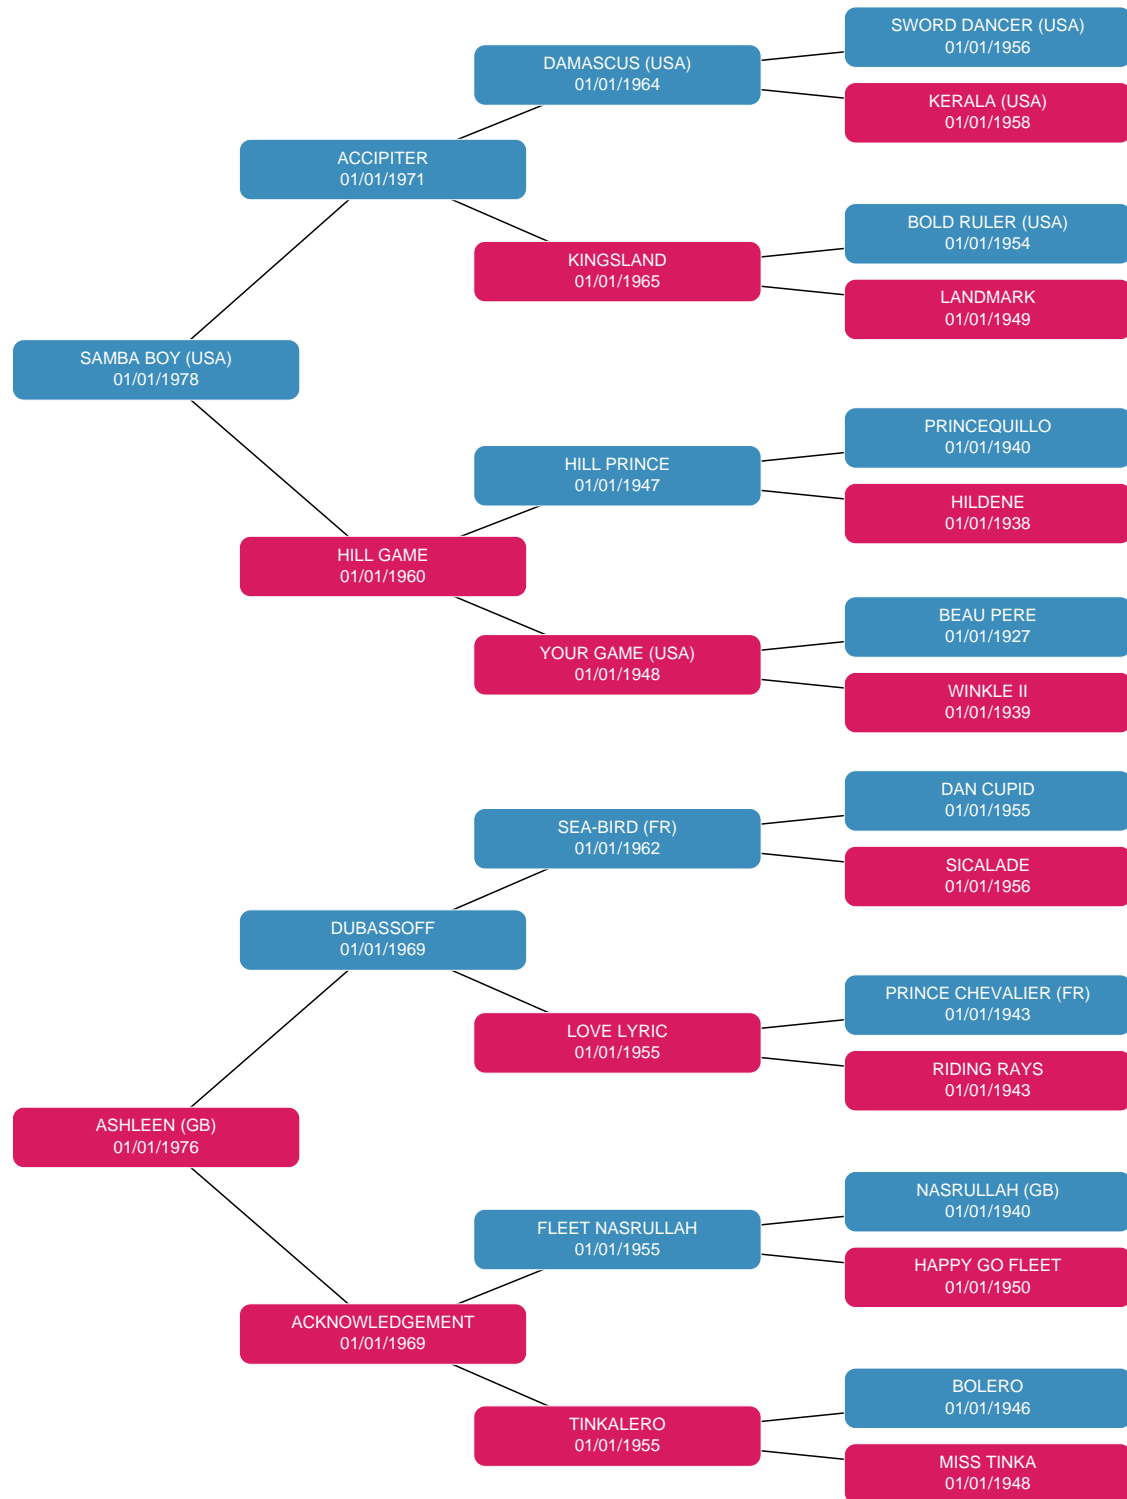 SWORD DANCER (USA)
01/01/1956
DAMASCUS (USA)
01/01/1964
KERALA (USA)
01/01/1958
ACCIPITER
01/01/1971
BOLD RULER (USA)
01/01/1954
KINGSLAND
01/01/1965
LANDMARK
01/01/1949
SAMBA BOY (USA)
01/01/1978
PRINCEQUILLO
01/01/1940
HILL PRINCE
01/01/1947
HILDENE
01/01/1938
HILL GAME
01/01/1960
BEAU PERE
01/01/1927
YOUR GAME (USA)
01/01/1948
WINKLE II
01/01/1939
DAN CUPID
01/01/1955
SEA-BIRD (FR)
01/01/1962
SICALADE
01/01/1956
DUBASSOFF
01/01/1969
PRINCE CHEVALIER (FR)
01/01/1943
LOVE LYRIC
01/01/1955
RIDING RAYS
01/01/1943
ASHLEEN (GB)
01/01/1976
NASRULLAH (GB)
01/01/1940
FLEET NASRULLAH
01/01/1955
HAPPY GO FLEET
01/01/1950
ACKNOWLEDGEMENT
01/01/1969
BOLERO
01/01/1946
TINKALERO
01/01/1955
MISS TINKA
01/01/1948